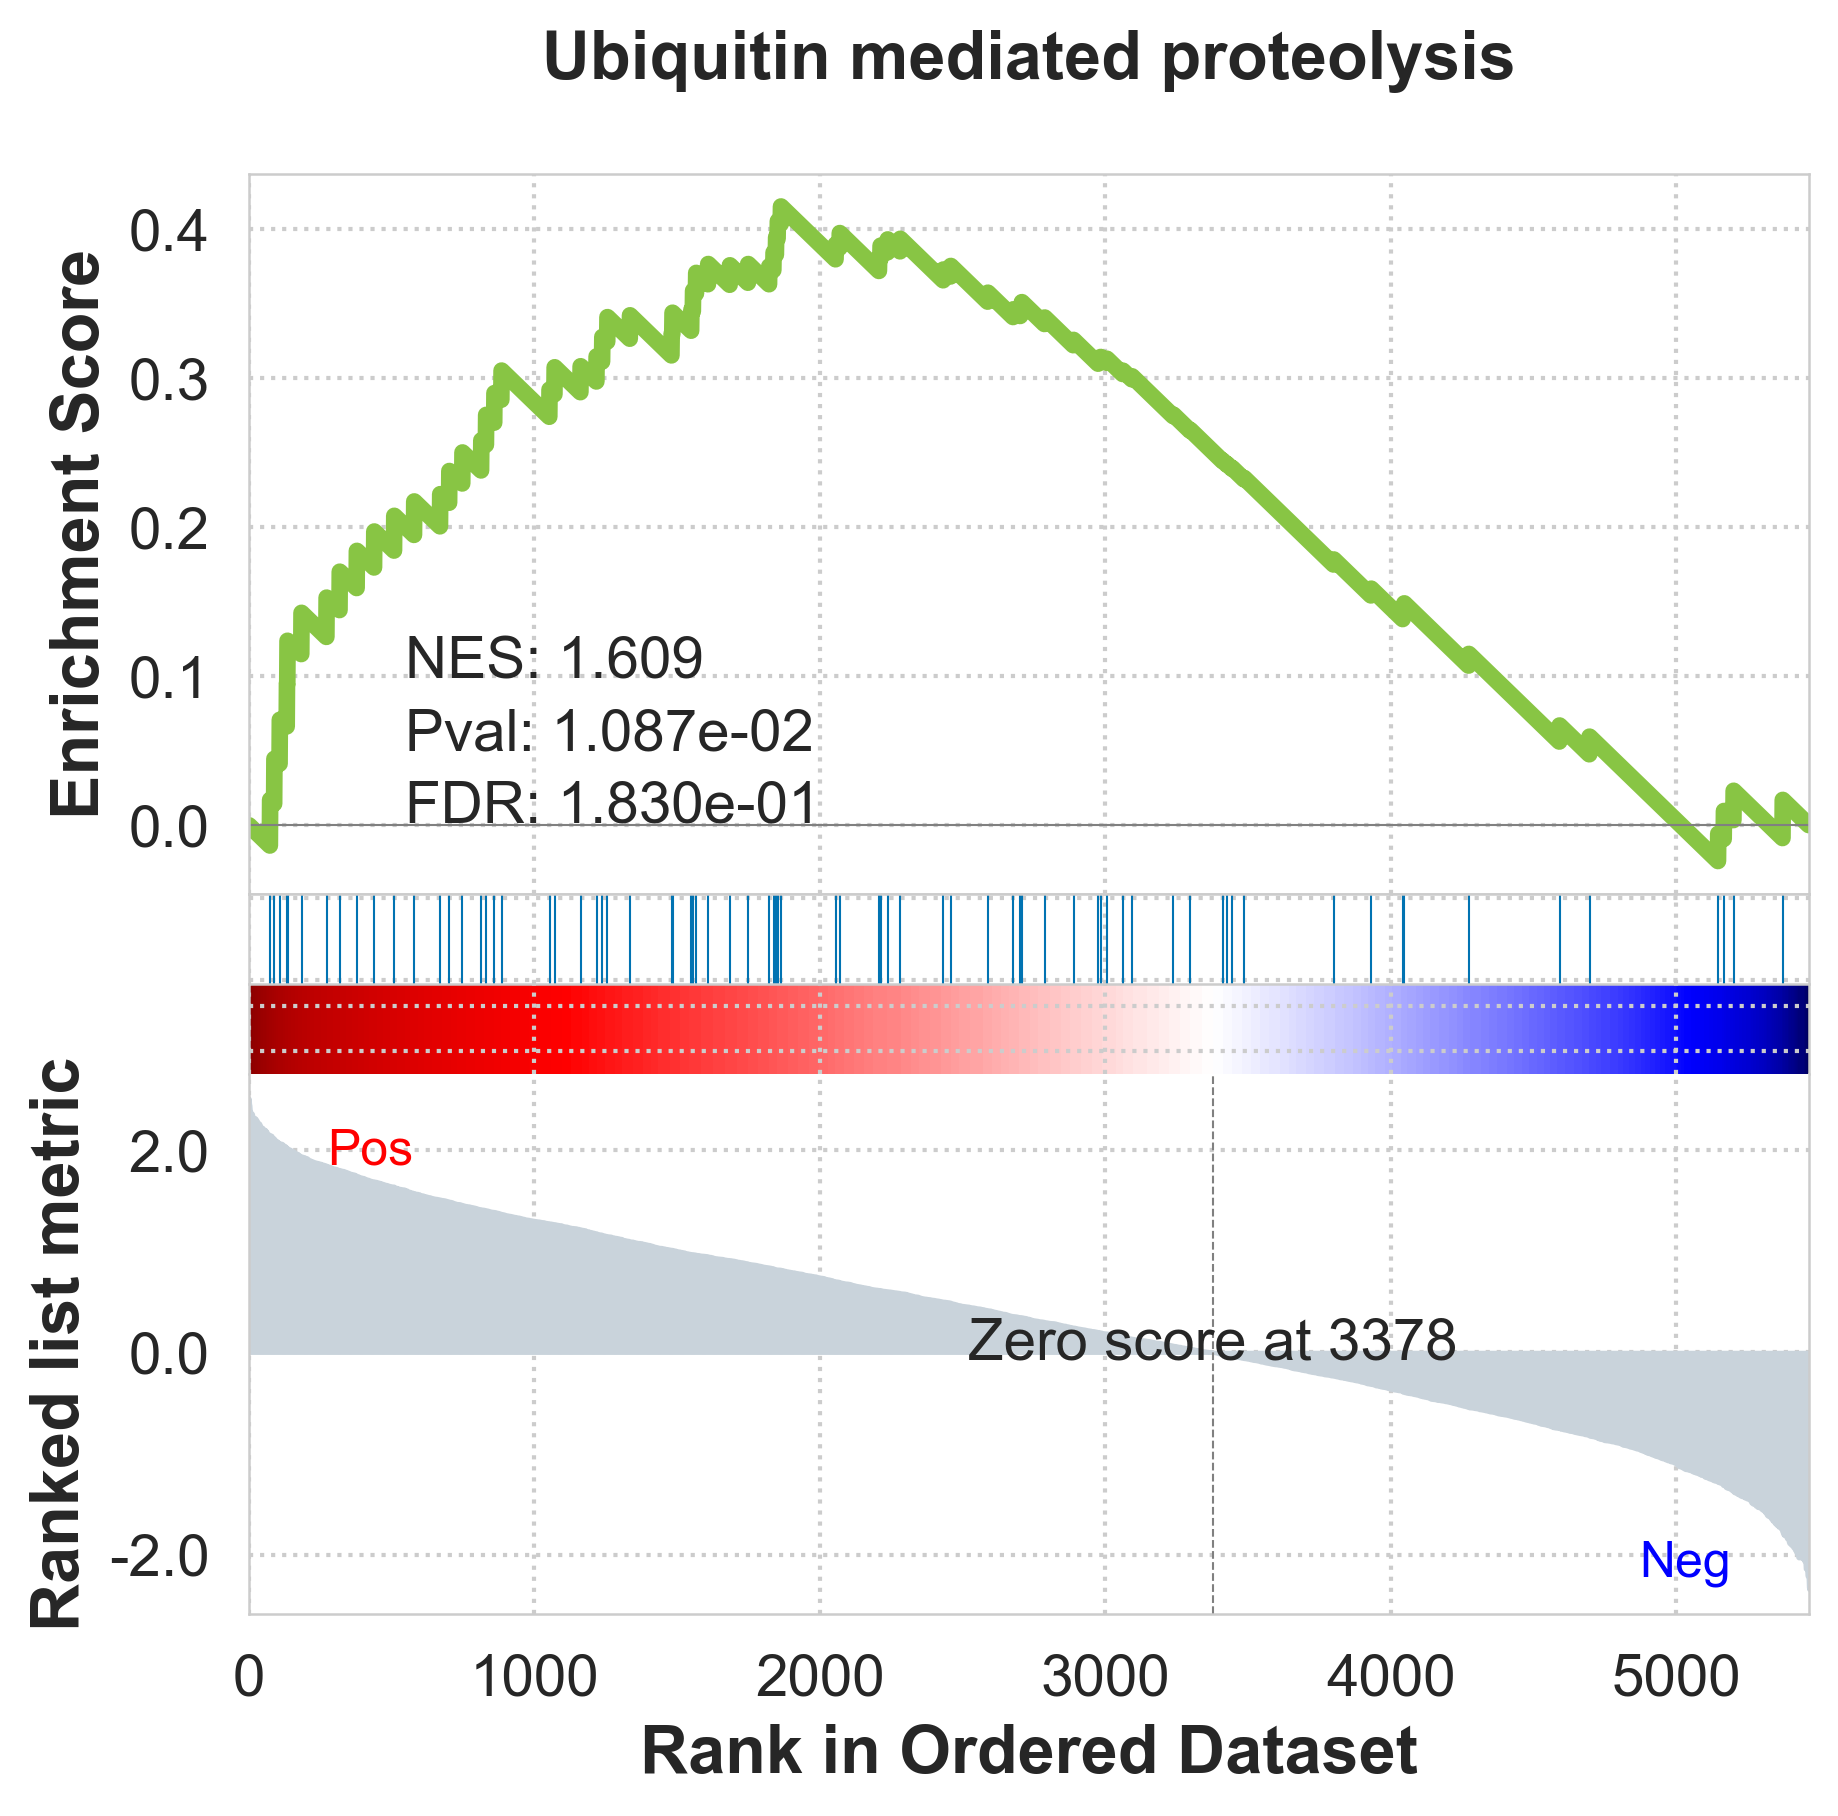 Ubiquitin mediated proteolysis
Enrichment Score
0.4
0.3
0.2
0.1
0.0
NES: 1.609
Pval: 1.087e-02
FDR: 1.830e-01
Ranked list metric
2.0
0.0
-2.0
Pos
Zero score at 3378
Neg
0 1000 2000 3000 4000 5000
Rank in Ordered Dataset